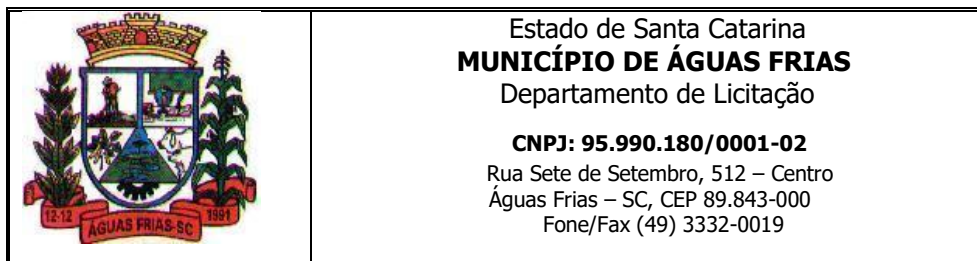 12-12
ÁGUAS FRIAS-SC
1991
Estado de Santa Catarina
MUNICÍPIO DE ÁGUAS FRIAS
Departamento de Licitação
CNPJ: 95.990.180/0001-02
Rua Sete de Setembro, 512 – Centro
Águas Frias – SC, CEP 89.843-000
Fone/Fax (49) 3332-0019